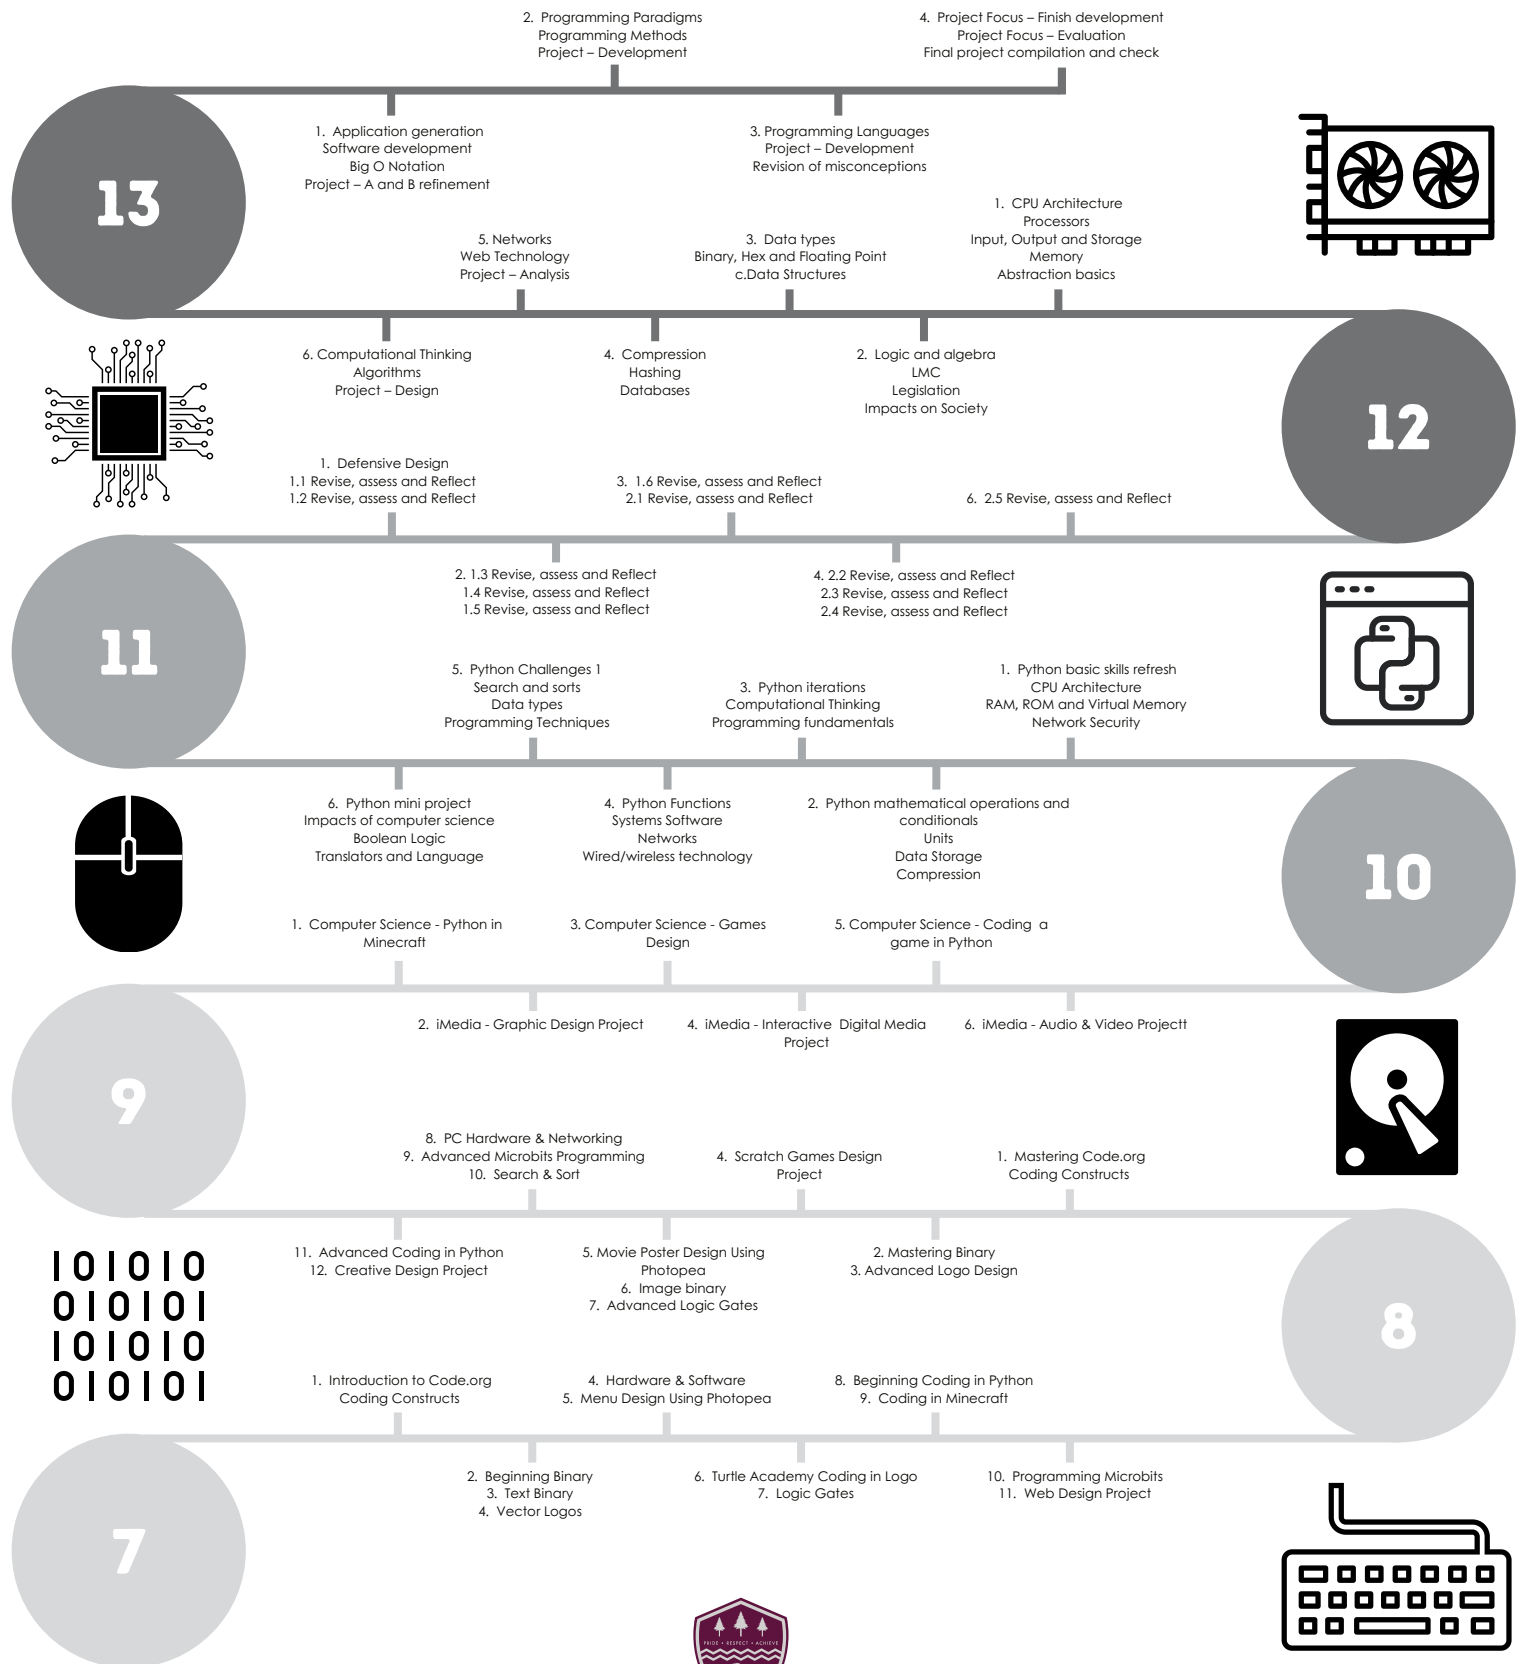 2. Programming Paradigms
Programming Methods
Project – Development
4. Project Focus – Finish development
Project Focus – Evaluation
Final project compilation and check
13
1. Application generation
Software development
Big O Notation
Project – A and B refinement
3. Programming Languages
Project – Development
Revision of misconceptions
5. Networks
Web Technology
Project – Analysis
3. Data types
Binary, Hex and Floating Point
c.Data Structures
1. CPU Architecture
Processors
Input, Output and Storage
Memory
Abstraction basics
6. Computational Thinking
Algorithms
Project – Design
4. Compression
Hashing
Databases
2. Logic and algebra
LMC
Legislation
Impacts on Society
12
1. Defensive Design
1.1 Revise, assess and Reflect
1.2 Revise, assess and Reflect
3. 1.6 Revise, assess and Reflect
2.1 Revise, assess and Reflect
6. 2.5 Revise, assess and Reflect
11
2. 1.3 Revise, assess and Reflect
1.4 Revise, assess and Reflect
1.5 Revise, assess and Reflect
4. 2.2 Revise, assess and Reflect
2.3 Revise, assess and Reflect
2.4 Revise, assess and Reflect
5. Python Challenges 1
Search and sorts
Data types
Programming Techniques
3. Python iterations
Computational Thinking
Programming fundamentals
1. Python basic skills refresh
CPU Architecture
RAM, ROM and Virtual Memory
Network Security
6. Python mini project
Impacts of computer science
Boolean Logic
Translators and Language
4. Python Functions
Systems Software
Networks
Wired/wireless technology
2. Python mathematical operations and
conditionals
Units
Data Storage
Compression
10
1. Computer Science - Python in
Minecraft
3. Computer Science - Games
Design
5. Computer Science - Coding a
game in Python
9
2. iMedia - Graphic Design Project
4. iMedia - Interactive Digital Media
Project
6. iMedia - Audio & Video Projectt
8. PC Hardware & Networking
9. Advanced Microbits Programming
10. Search & Sort
4. Scratch Games Design
Project
1. Mastering Code.org
Coding Constructs
11. Advanced Coding in Python
12. Creative Design Project
5. Movie Poster Design Using
Photopea
6. Image binary
7. Advanced Logic Gates
2. Mastering Binary
3. Advanced Logo Design
8
101010
010101
101010
010101
1. Introduction to Code.org
Coding Constructs
4. Hardware & Software
5. Menu Design Using Photopea
8. Beginning Coding in Python
9. Coding in Minecraft
7
2. Beginning Binary
3. Text Binary
4. Vector Logos
6. Turtle Academy Coding in Logo
7. Logic Gates
10. Programming Microbits
11. Web Design Project
PRIDE • RESPECT • ACHIEVE